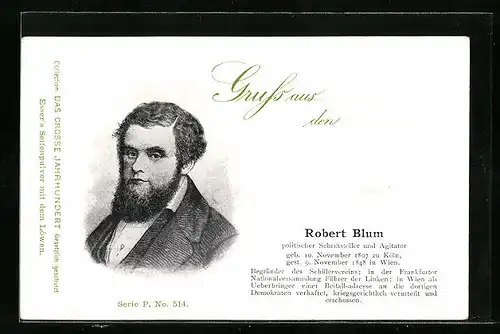 Collection DAS GROSSE JAHRHUNDERT Gesetzlich geschützt
Esser's Seifenpulver mit dem Löwen.
Gruß aus
den
Robert Blum
politischer Schriftsteller und Agitator
geb. 10. November 1807 zu Köln,
gest. 9. November 1848 in Wien.
Begründer des Schillervereins; in der Frankfurter
Nationalversammlung Führer der Linken; in Wien als
Ueberbringer einer Beifall-adresse an die dortigen
Demokraten verhaftet, kriegsgerichtlich verurteilt und
erschossen.
Serie P, No. 514.